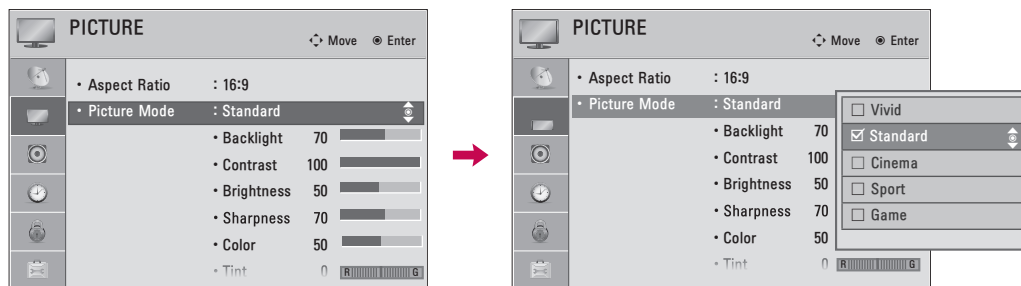 PICTURE
Move Enter
• Aspect Ratio : 16:9
• Picture Mode : Standard
• Backlight 70
• Contrast 100
• Brightness 50
• Sharpness 70
• Color 50
• Tint 0 R G
PICTURE
Move Enter
• Aspect Ratio : 16:9
• Picture Mode : Standard
• Backlight 70
• Contrast 100
• Brightness 50
• Sharpness 70
• Color 50
• Tint 0 R G
Vivid
Standard
Cinema
Sport
Game